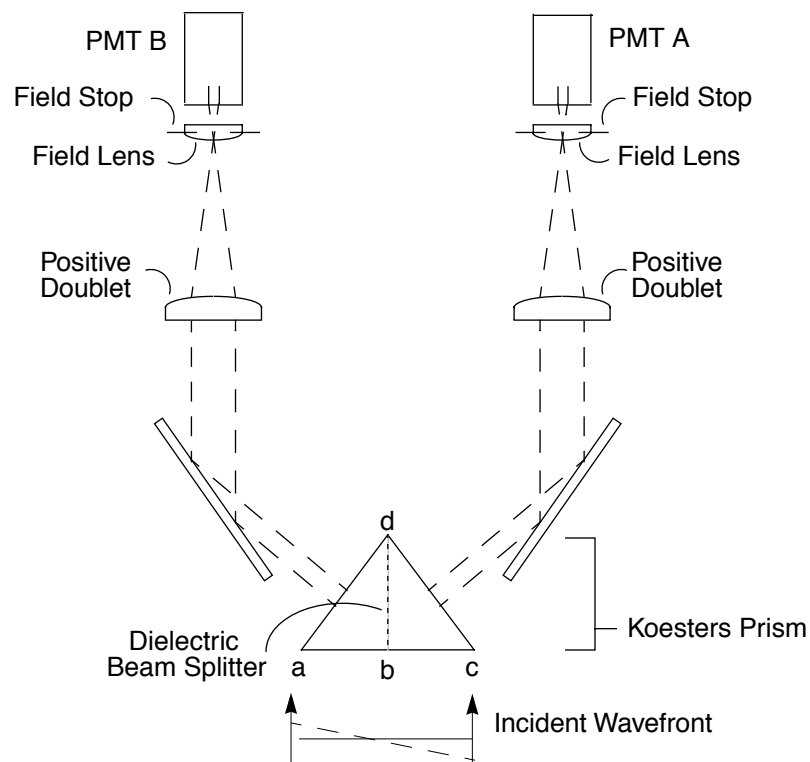 PMT B
PMT A
Field Stop
Field Stop
Field Lens
Field Lens
Positive
Doublet
Positive
Doublet
d
Dielectric
Beam Splitter
Koesters Prism
a
b
c
Incident Wavefront